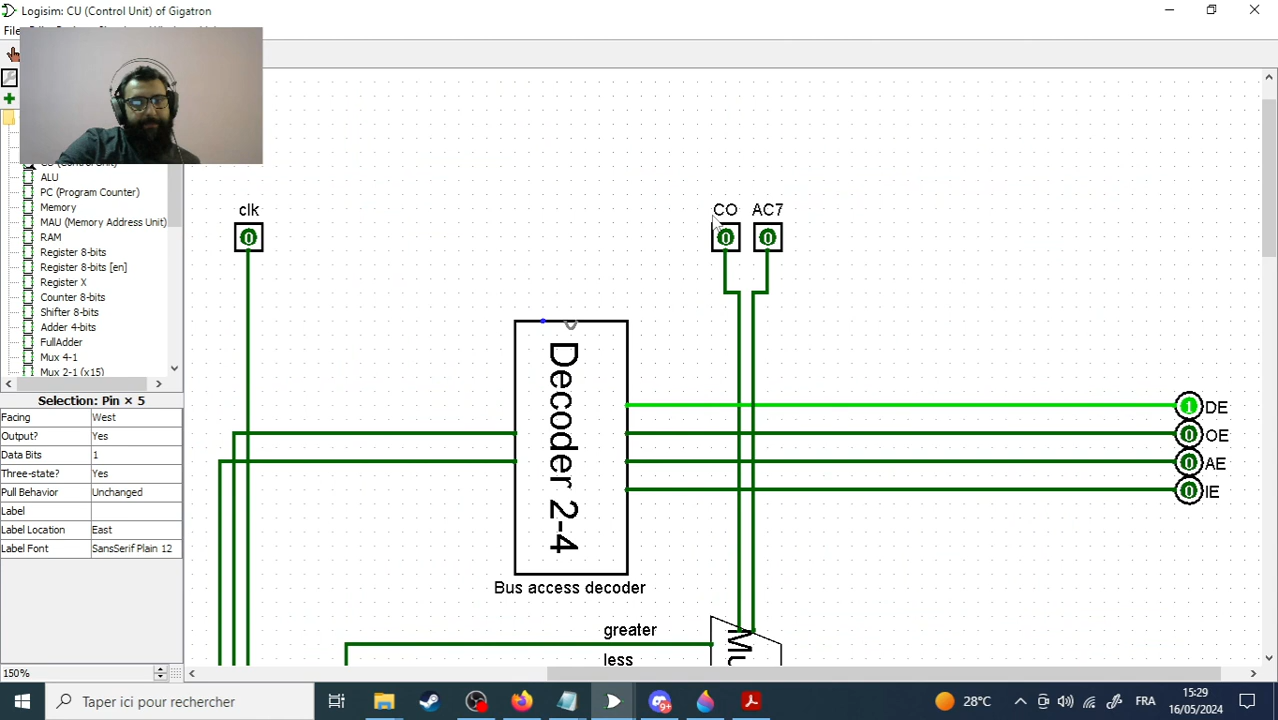 Logisim: CU (Control Unit) of Gigatron
File
ALU
PC (Program Counter)
Memory
MAU (Memory Address Unit)
RAM
Register 8-bits
Register 8-bits [en]
Register X
Counter 8-bits
Shifter 8-bits
Adder 4-bits
FullAdder
Mux 4-1
Mux 2-1 (x15)
Selection: Pin × 5
Facing West
Output? Yes
Data Bits 1
Three-state? Yes
Pull Behavior Unchanged
Label
Label Location East
Label Font SansSerif Plain 12
150%
clk
0
CO AC7
0 0
Decoder 2-4
Bus access decoder
1 DE
0 OE
0 AE
0 IE
greater
less
Mu
Taper ici pour rechercher
9+
28°C
FRA
15:29
16/05/2024